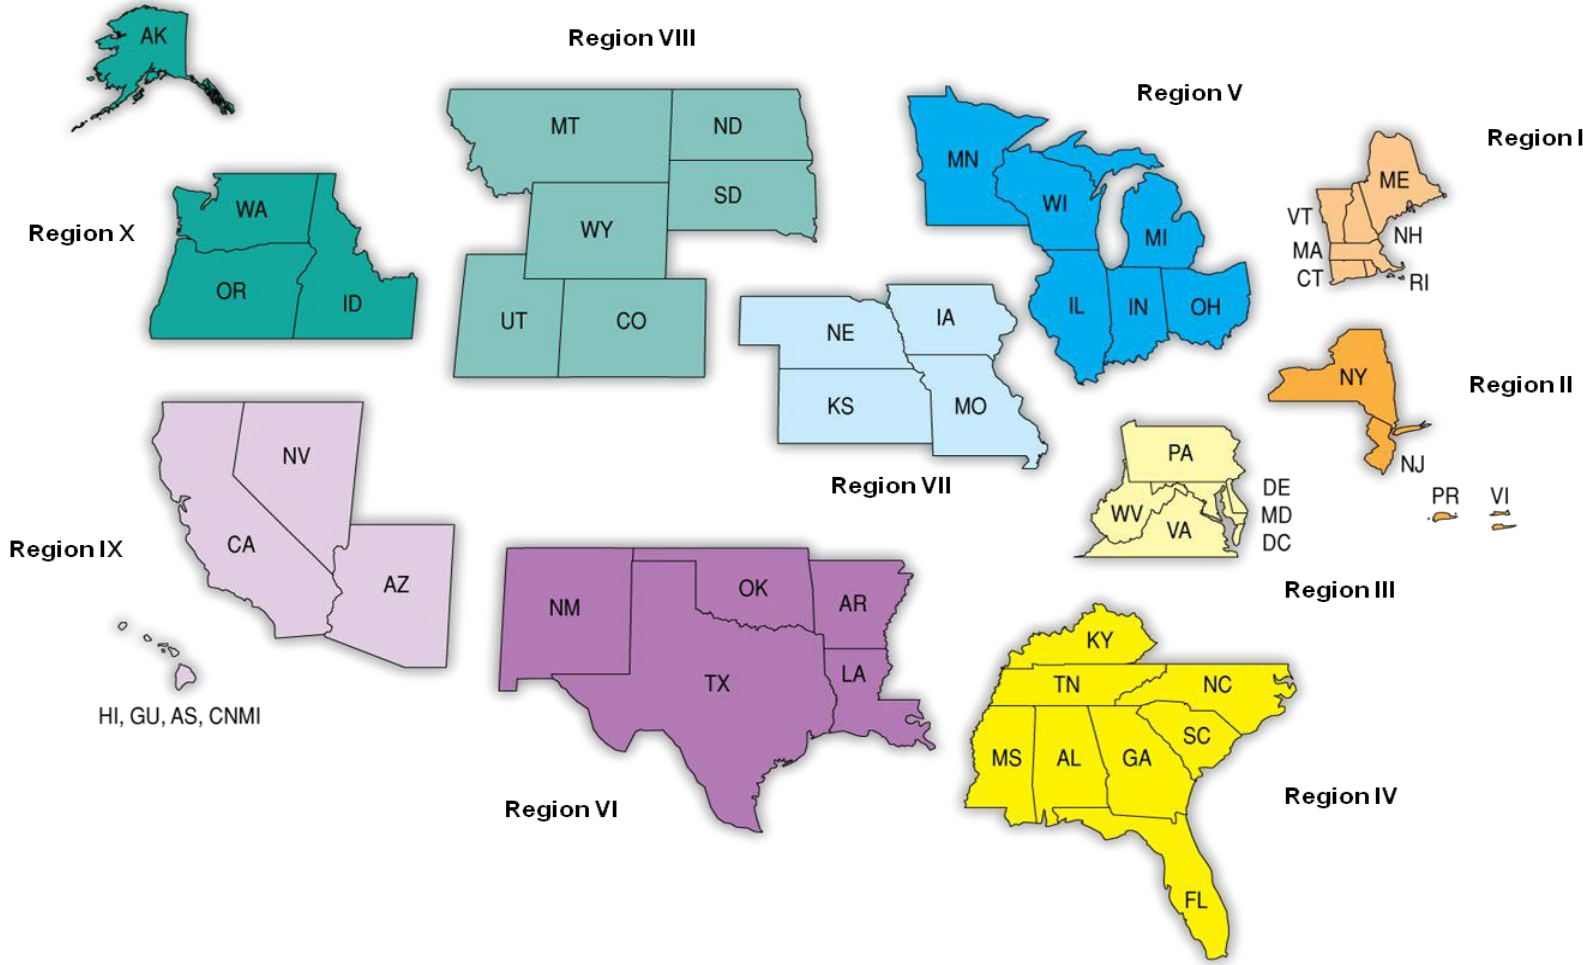 AK
Region VIII
Region V
Region I
MT
ND
MN
WI
MI
IL
IN
OH
ME
VT
NH
MA
CT
RI
WA
OR
ID
Region X
SD
WY
UT
CO
NE
IA
KS
MO
Region VII
NY
NJ
Region II
PR
VI
PA
WV
VA
DE
MD
DC
Region III
NV
CA
AZ
Region IX
HI, GU, AS, CNMI
NM
OK
AR
TX
LA
Region VI
KY
TN
NC
SC
MS
AL
GA
FL
Region IV